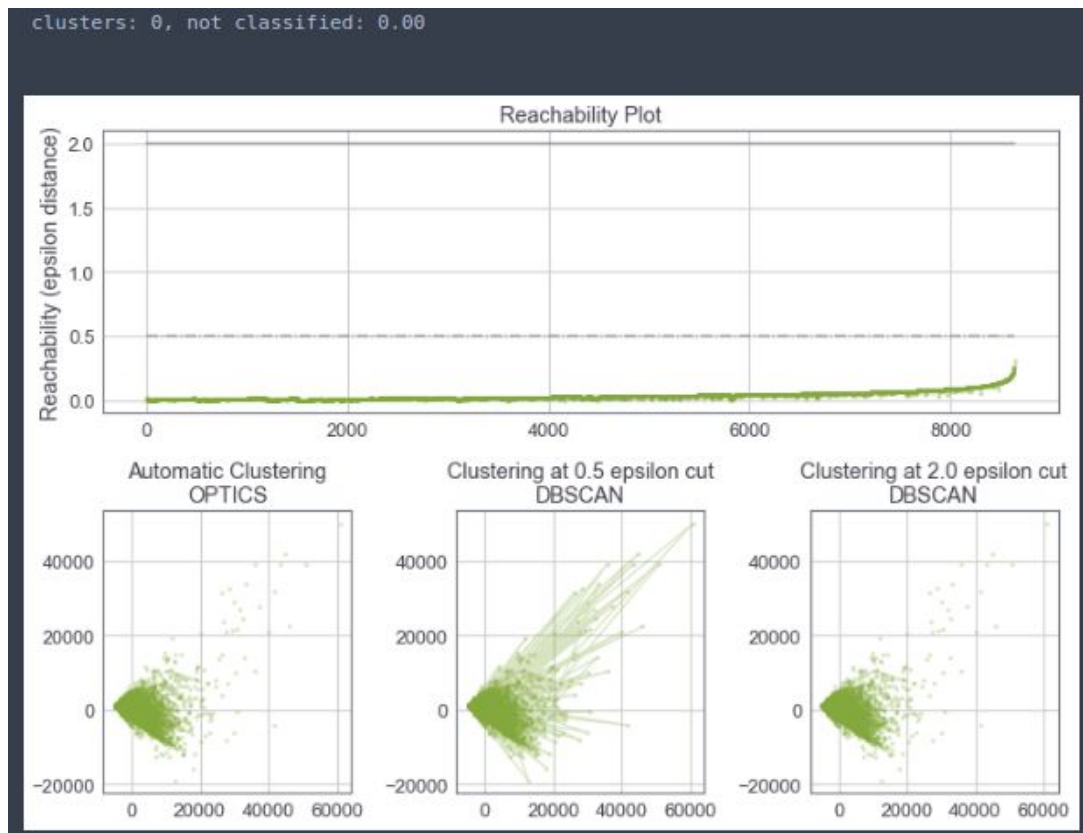 clusters: 0, not classified: 0.00
Reachability Plot
Reachability (epsilon distance)
2.0
1.5
1.0
0.5
0.0
0 2000 4000 6000 8000
Automatic Clustering
OPTICS
40000
20000
0
−20000
0 20000 40000 60000
Clustering at 0.5 epsilon cut
DBSCAN
40000
20000
0
−20000
0 20000 40000 60000
Clustering at 2.0 epsilon cut
DBSCAN
40000
20000
0
−20000
0 20000 40000 60000